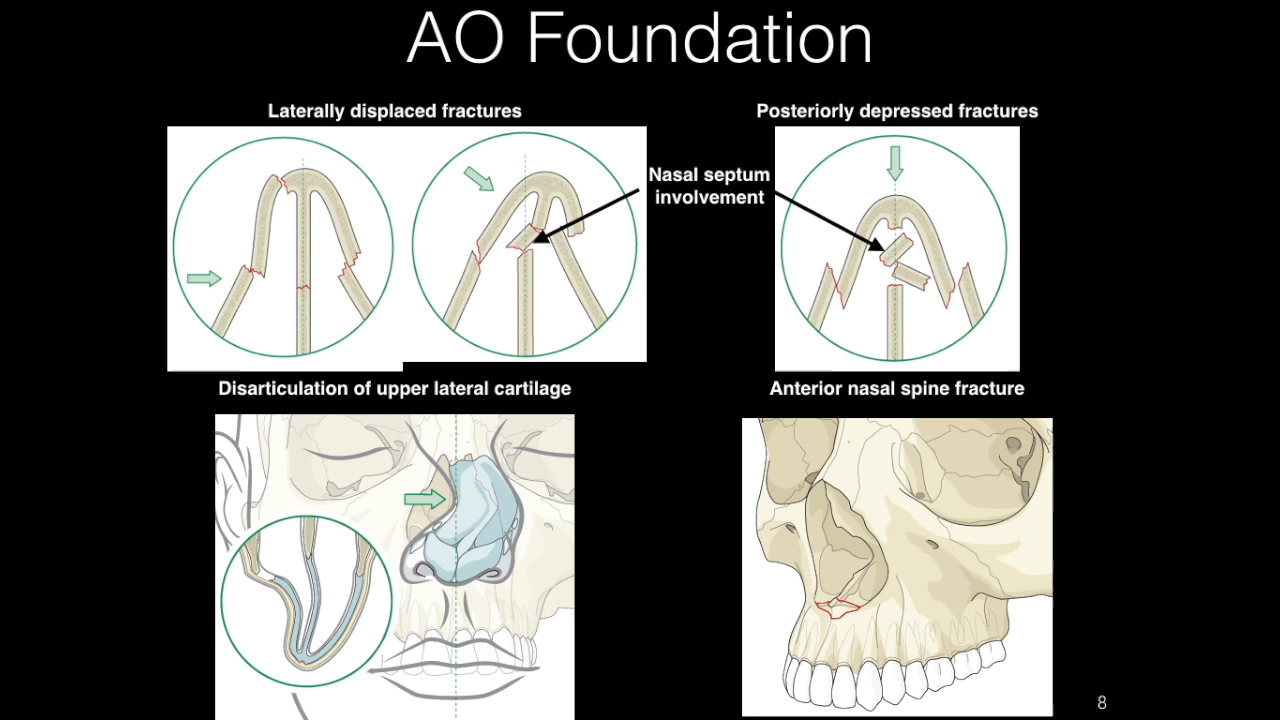 AO Foundation
Laterally displaced fractures
Posteriorly depressed fractures
Nasal septum
involvement
Disarticulation of upper lateral cartilage
Anterior nasal spine fracture
8